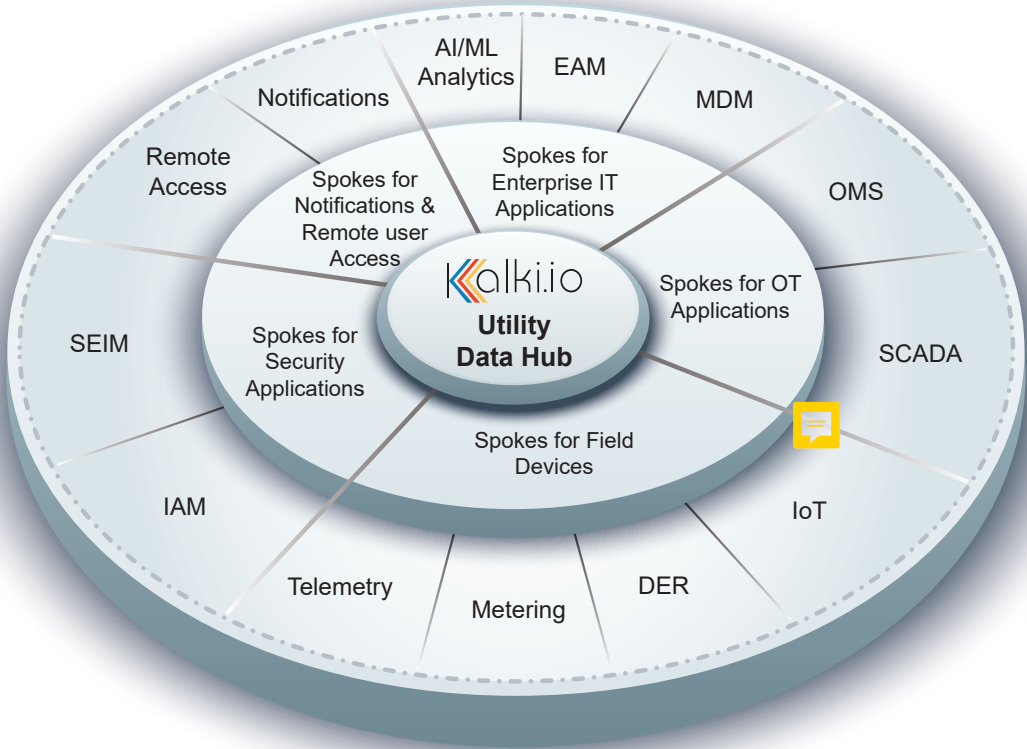 AI/ML
Analytics
EAM
MDM
Notifications
Remote
Access
OMS
Spokes for
Enterprise IT
Applications
Spokes for
Notifications &
Remote user
Access
Kalki.io
Utility
Data Hub
Spokes for OT
Applications
Spokes for
Security
Applications
SEIM
SCADA
Spokes for Field
Devices
IAM
IoT
Telemetry
Metering
DER